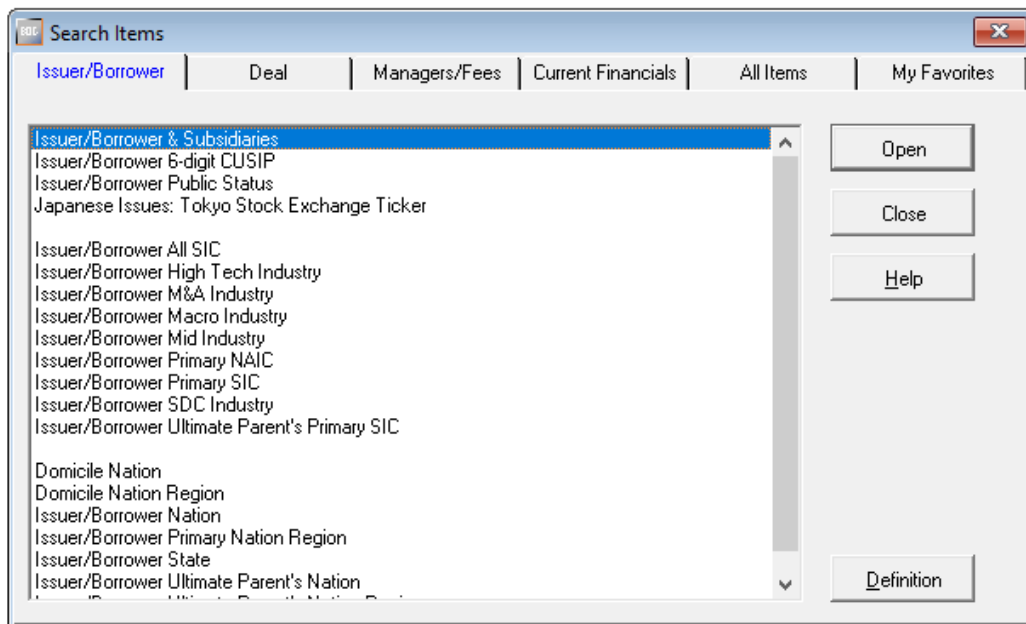 Search Items
Issuer/Borrower
Deal
Managers/Fees
Current Financials
All Items
My Favorites
Issuer/Borrower & Subsidiaries
Issuer/Borrower 6-digit CUSIP
Issuer/Borrower Public Status
Japanese Issues: Tokyo Stock Exchange Ticker
Issuer/Borrower All SIC
Issuer/Borrower High Tech Industry
Issuer/Borrower M&A Industry
Issuer/Borrower Macro Industry
Issuer/Borrower Mid Industry
Issuer/Borrower Primary NAIC
Issuer/Borrower Primary SIC
Issuer/Borrower SDC Industry
Issuer/Borrower Ultimate Parent's Primary SIC
Domicile Nation
Domicile Nation Region
Issuer/Borrower Nation
Issuer/Borrower Primary Nation Region
Issuer/Borrower State
Issuer/Borrower Ultimate Parent's Nation
Open
Close
Help
Definition